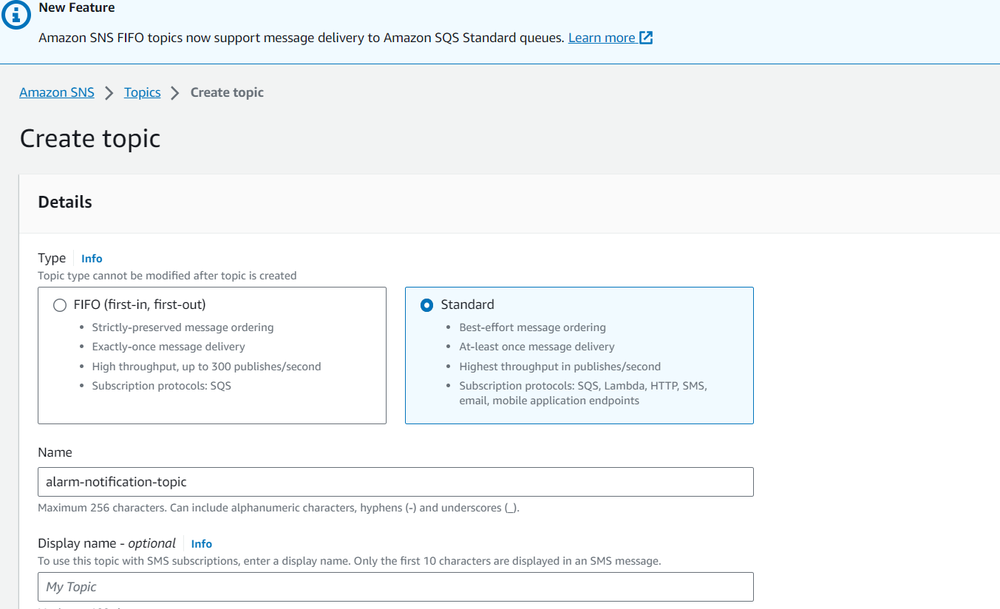 New Feature
Amazon SNS FIFO topics now support message delivery to Amazon SQS Standard queues. Learn more
Amazon SNS > Topics > Create topic
Create topic
Details
Type Info
Topic type cannot be modified after topic is created
FIFO (first-in, first-out)
• Strictly-preserved message ordering
• Exactly-once message delivery
• High throughput, up to 300 publishes/second
• Subscription protocols: SQS
Standard
• Best-effort message ordering
• At-least once message delivery
• Highest throughput in publishes/second
• Subscription protocols: SQS, Lambda, HTTP, SMS,
email, mobile application endpoints
Name
alarm-notification-topic
Maximum 256 characters. Can include alphanumeric characters, hyphens (-) and underscores (_).
Display name - optional Info
To use this topic with SMS subscriptions, enter a display name. Only the first 10 characters are displayed in an SMS message.
My Topic